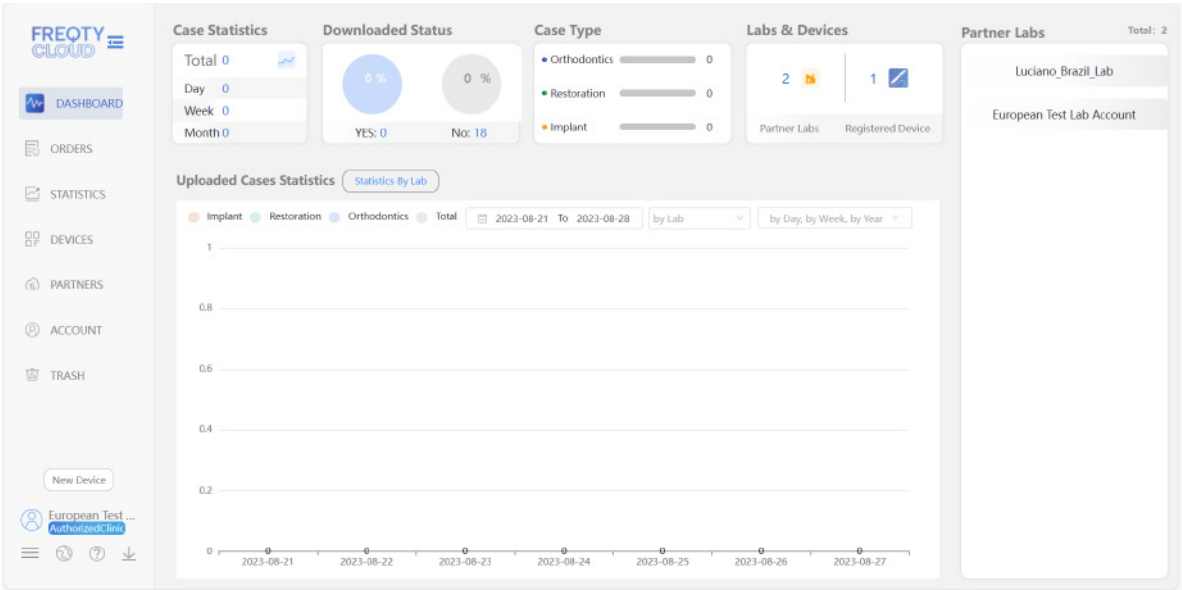 FREQTY
CLOUD
DASHBOARD
ORDERS
STATISTICS
DEVICES
PARTNERS
ACCOUNT
TRASH
New Device
European Test ...
AuthorizedClinic
Case Statistics
Total 0
Day 0
Week 0
Month 0
Downloaded Status
0 %
0 %
YES: 0
No: 18
Case Type
Orthodontics 0
Restoration 0
Implant 0
Labs & Devices
2
1
Partner Labs
Registered Device
Uploaded Cases Statistics
Statistics By Lab
Implant Restoration Orthodontics Total
2023-08-21 To 2023-08-28
by Lab
by Day, by Week, by Year
1
0.8
0.6
0.4
0.2
0
0 0 0 0 0 0 0
2023-08-21 2023-08-22 2023-08-23 2023-08-24 2023-08-25 2023-08-26 2023-08-27
Partner Labs
Total: 2
Luciano_Brazil_Lab
European Test Lab Account